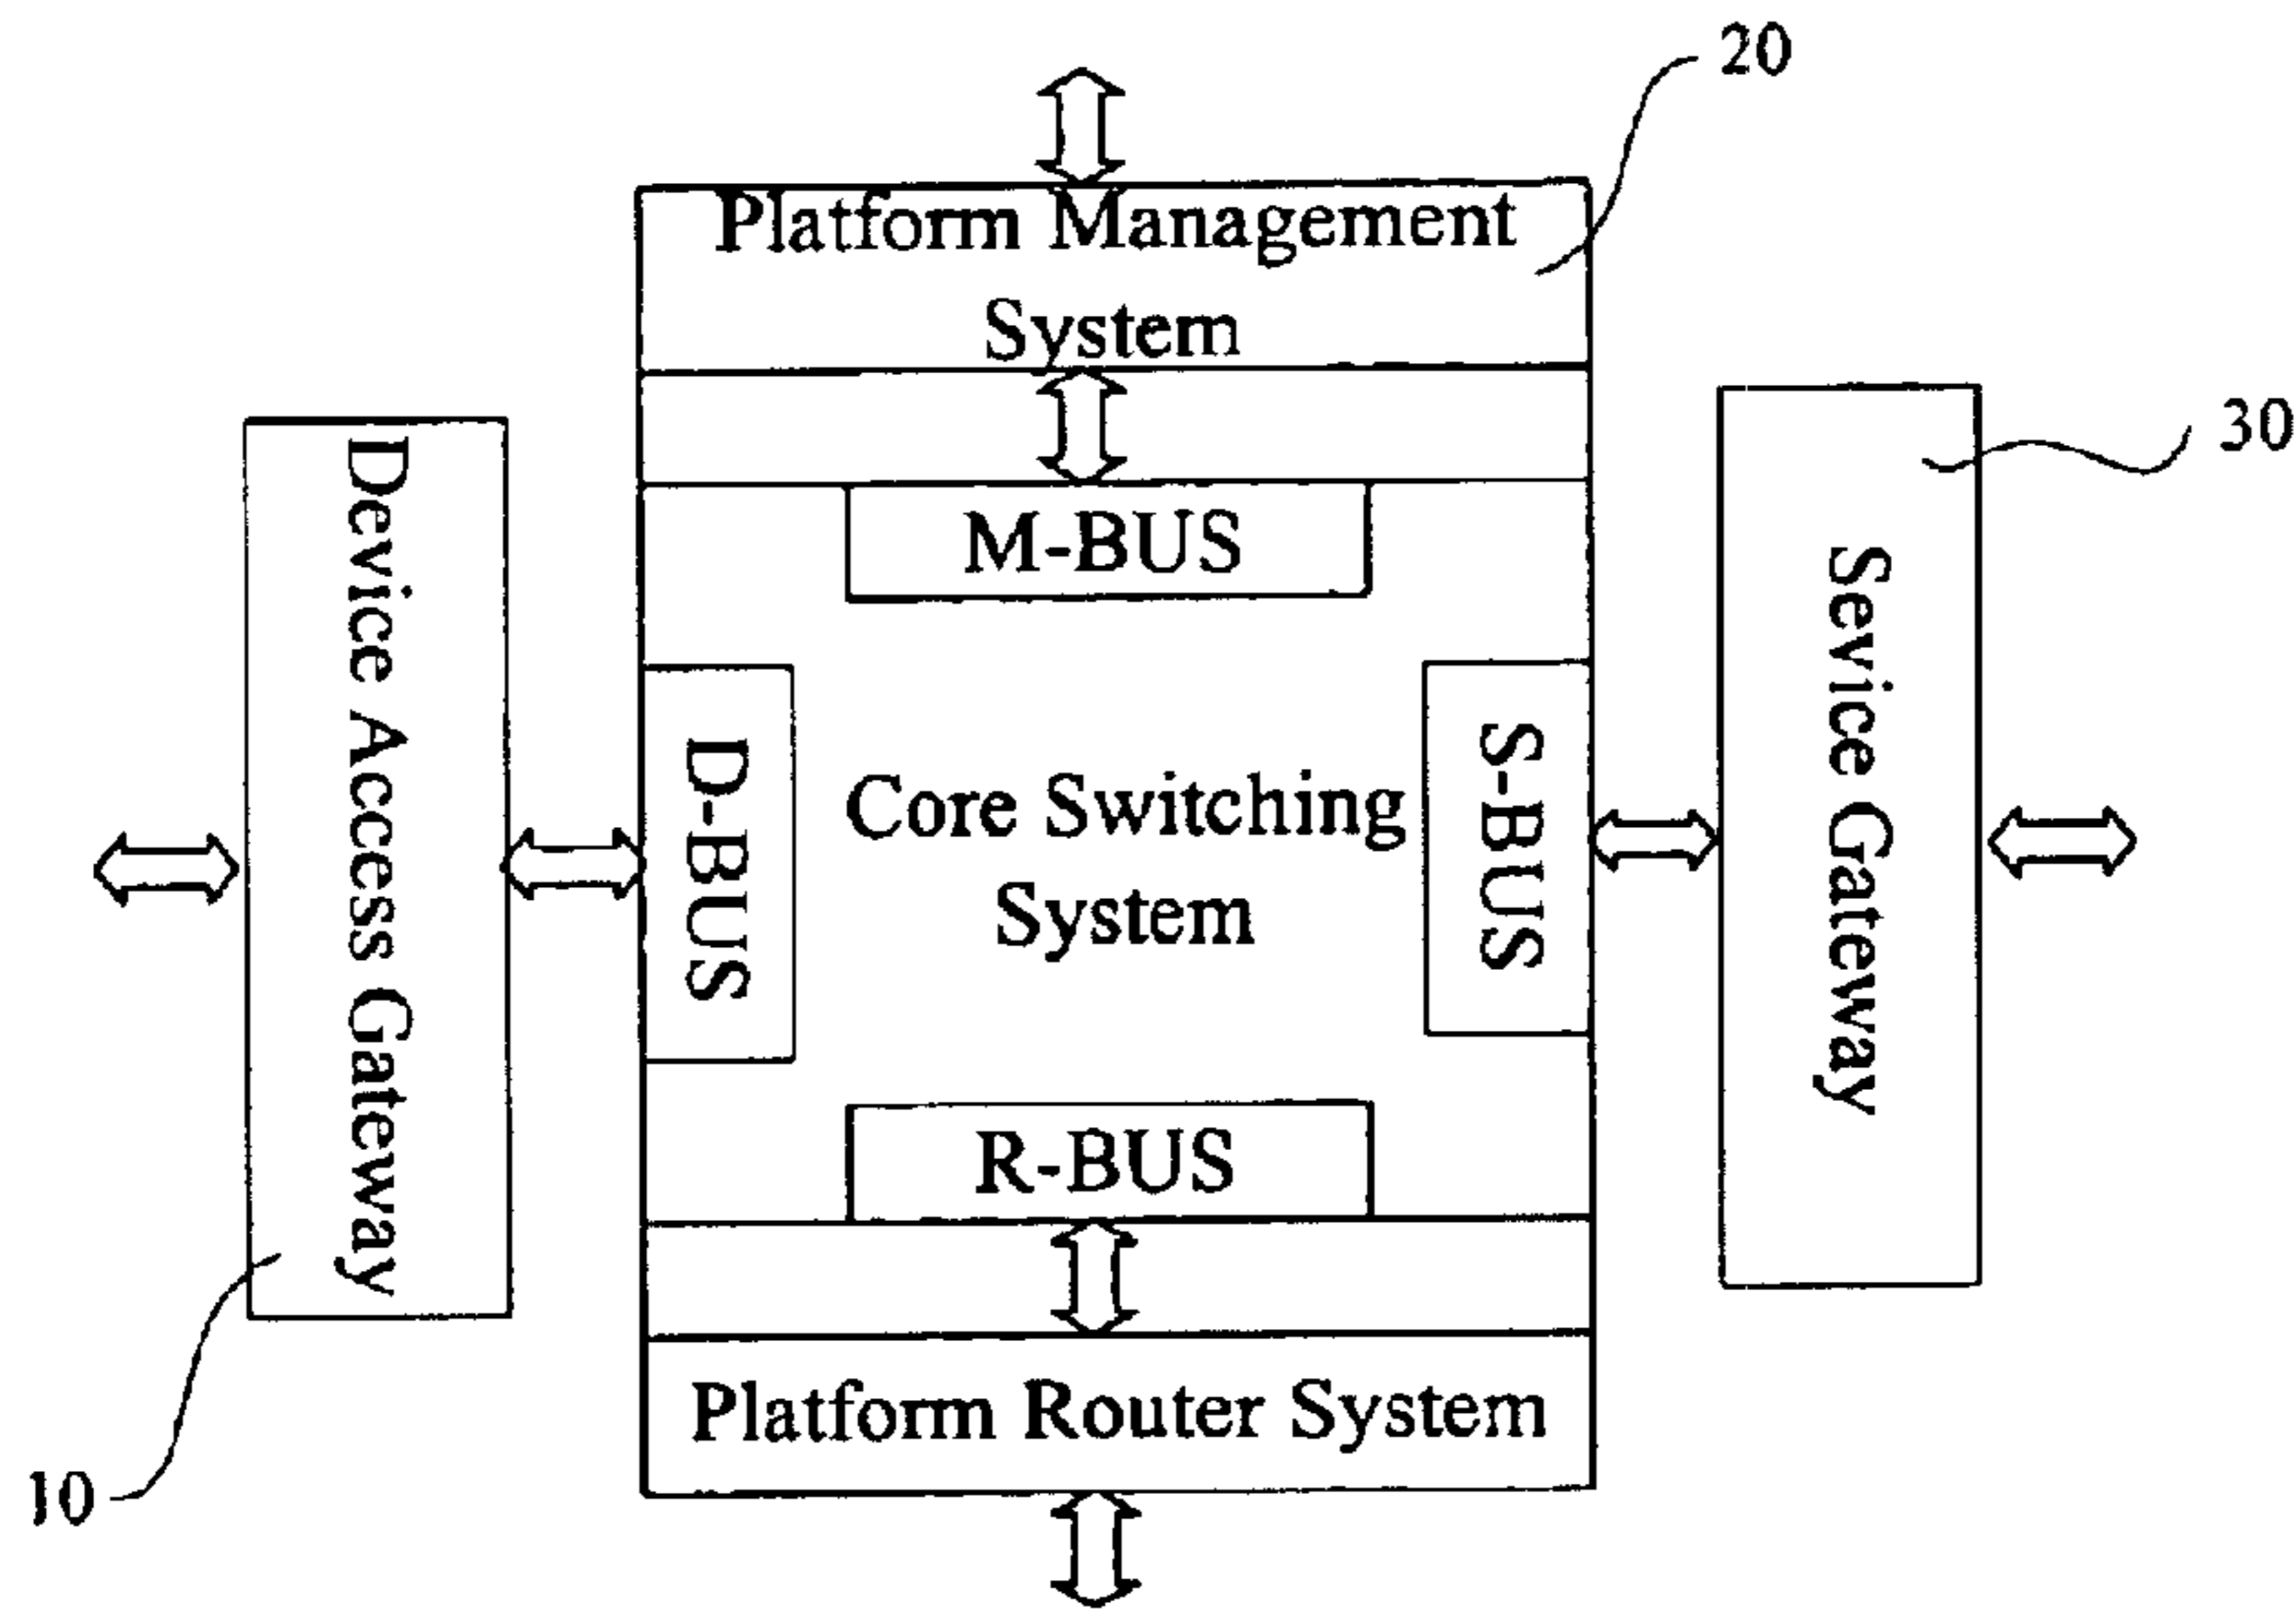 20
Platform Management
System
30
M-BUS
Device Access Gateway
D-BUS
Core Switching
System
S-BUS
Sevice Gateway
R-BUS
Platform Router System
10